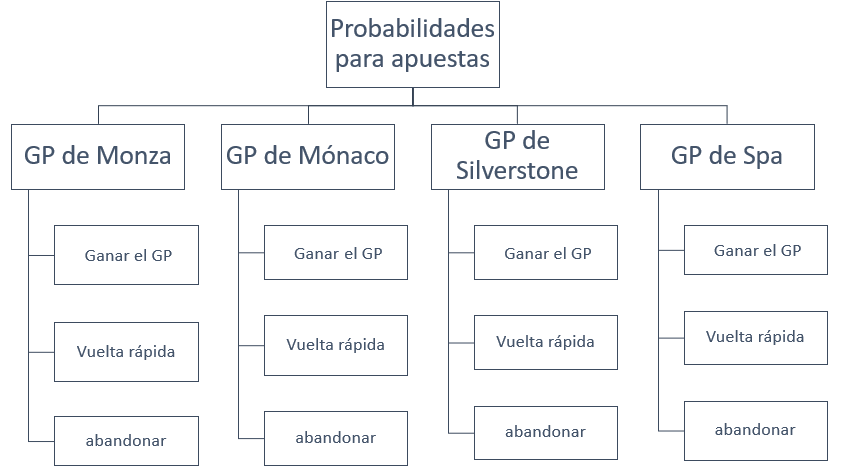 Probabilidades
para apuestas
GP de Monza
Ganar el GP
Vuelta rápida
abandonar
GP de Mónaco
Ganar el GP
Vuelta rápida
abandonar
GP de
Silverstone
Ganar el GP
Vuelta rápida
abandonar
GP de Spa
Ganar el GP
Vuelta rápida
abandonar